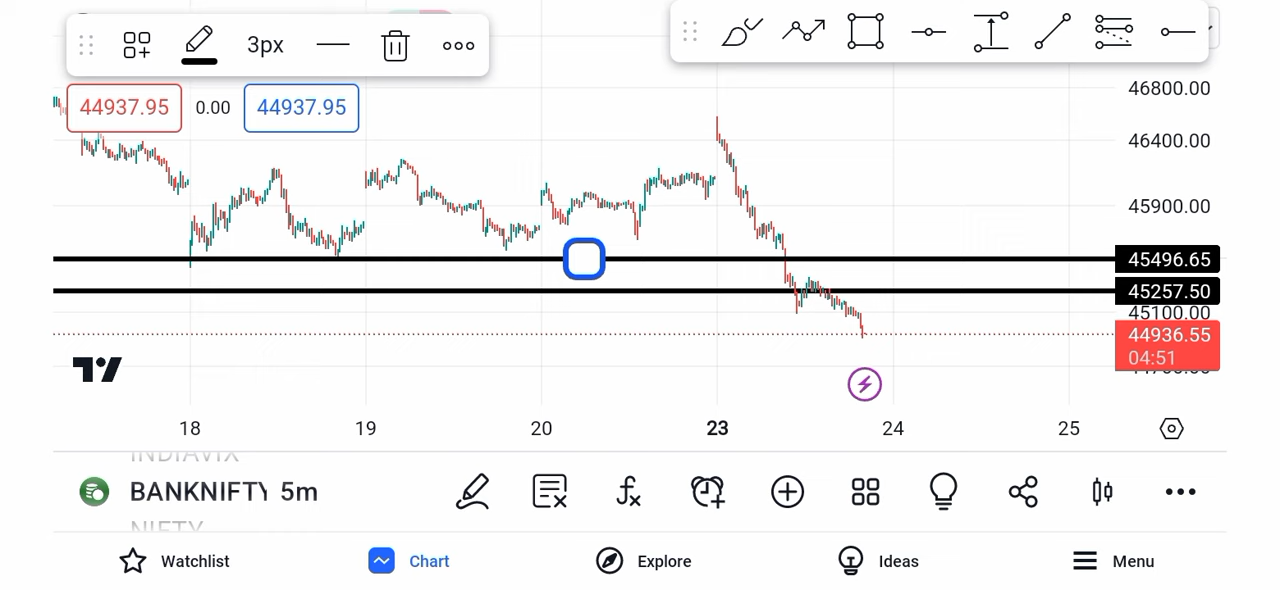 3px
44937.95 0.00 44937.95
46800.00
46400.00
45900.00
45496.65
45257.50
45100.00
44936.55
04:51
18 19 20 23 24 25
INDIAVIX
BANKNIFTY 5m
NIFTY
Watchlist Chart Explore Ideas Menu